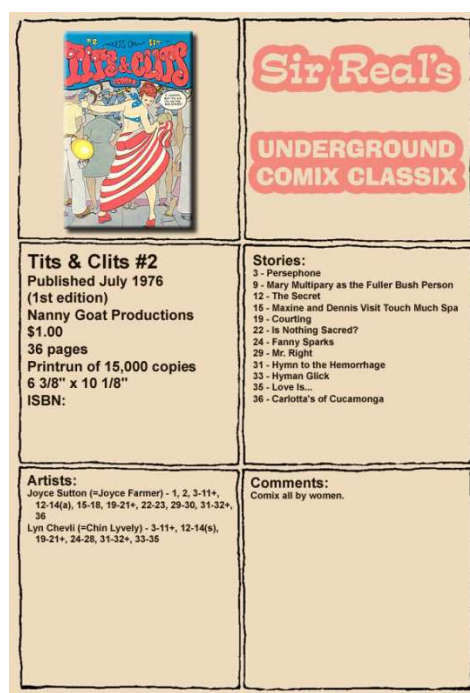 TITS & CLITS
Sir Real's
UNDERGROUND
COMIX CLASSIX
Tits & Clits #2
Published July 1976
(1st edition)
Nanny Goat Productions
$1.00
36 pages
Printrun of 15,000 copies
6 3/8" x 10 1/8"
ISBN:
Stories:
3 - Persephone
9 - Mary Multipary as the Fuller Bush Person
12 - The Secret
15 - Maxine and Dennis Visit Touch Much Spa
19 - Courting
22 - Is Nothing Sacred?
24 - Fanny Sparks
29 - Mr. Right
31 - Hymn to the Hemorrhage
33 - Hyman Glick
35 - Love Is...
36 - Carlotta's of Cucamonga
Artists:
Joyce Sutton (=Joyce Farmer) - 1, 2, 3-11+,
12-14(a), 15-18, 19-21+, 22-23, 29-30, 31-32+,
36
Lyn Chevli (=Chin Lyvely) - 3-11+, 12-14(s),
19-21+, 24-28, 31-32+, 33-35
Comments:
Comix all by women.